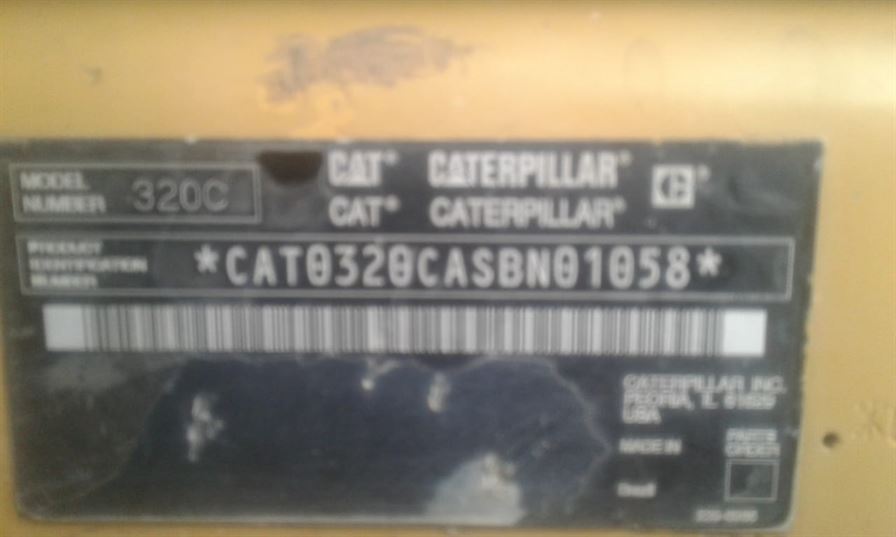 MODEL NUMBER 320C
CAT® CATERPILLAR®
CAT® CATERPILLAR®
PRODUCT IDENTIFICATION NUMBER *CAT0320CASBN01058*
CATERPILLAR INC.
PEORIA, IL 61629
USA
MADE IN
PARTS ORDER
Brazil